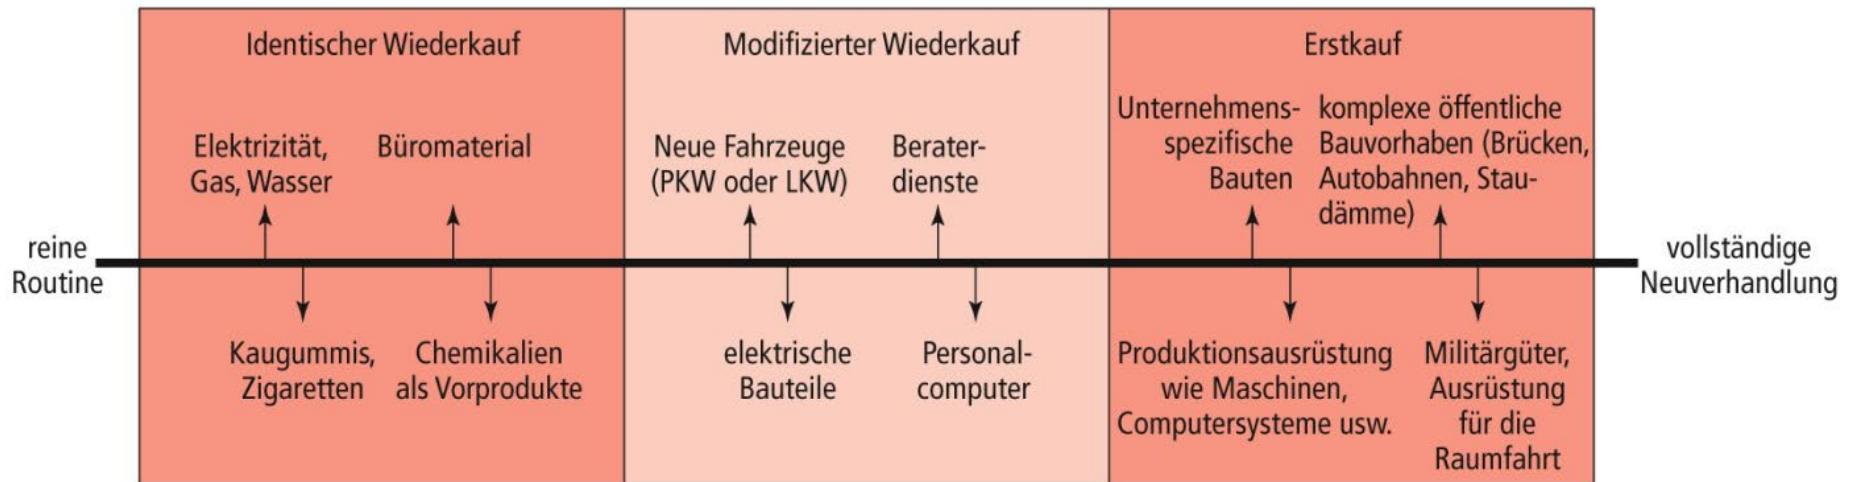 Identischer Wiederkauf
Modifizierter Wiederkauf
Erstkauf
Elektrizität,
Gas, Wasser
Büromaterial
Neue Fahrzeuge
(PKW oder LKW)
Berater-
dienste
Unternehmens-
spezifische
Bauten
komplexe öffentliche
Bauvorhaben (Brücken,
Autobahnen, Stau-
dämme)
reine
Routine
vollständige
Neuverhandlung
Kaugummis,
Zigaretten
Chemikalien
als Vorprodukte
elektrische
Bauteile
Personal-
computer
Produktionsausrüstung
wie Maschinen,
Computersysteme usw.
Militärgüter,
Ausrüstung
für die
Raumfahrt